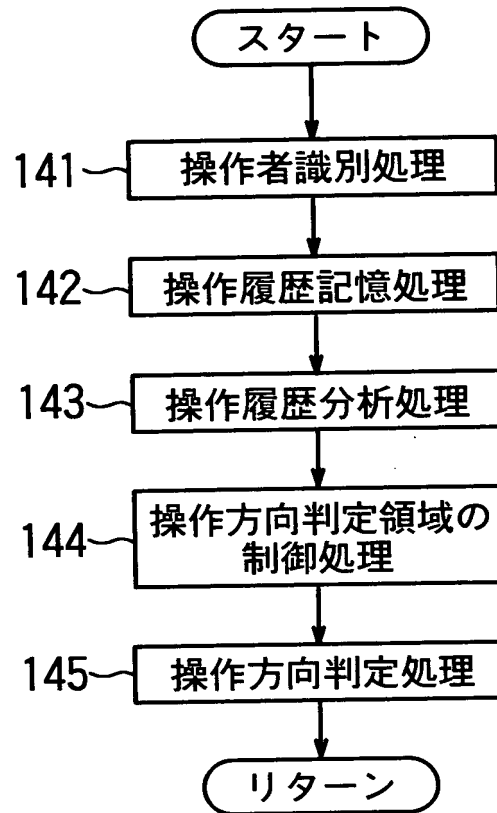 スタート
141
操作者識別処理
142
操作履歴記憶処理
143
操作履歴分析処理
144
操作方向判定領域の
制御処理
145
操作方向判定処理
リターン